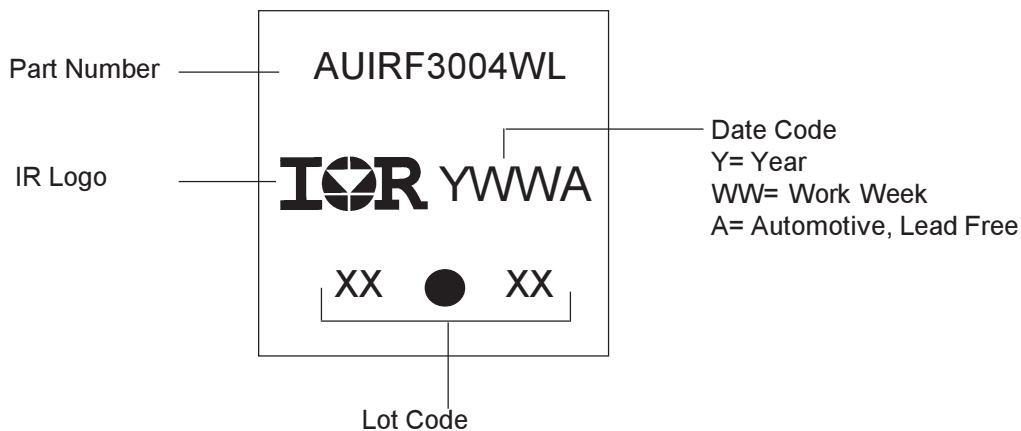 AUIRF3004WL
Part Number
Date Code
Y= Year
WW= Work Week
A= Automotive, Lead Free
IR Logo
IOR YWWA
XX XX
Lot Code